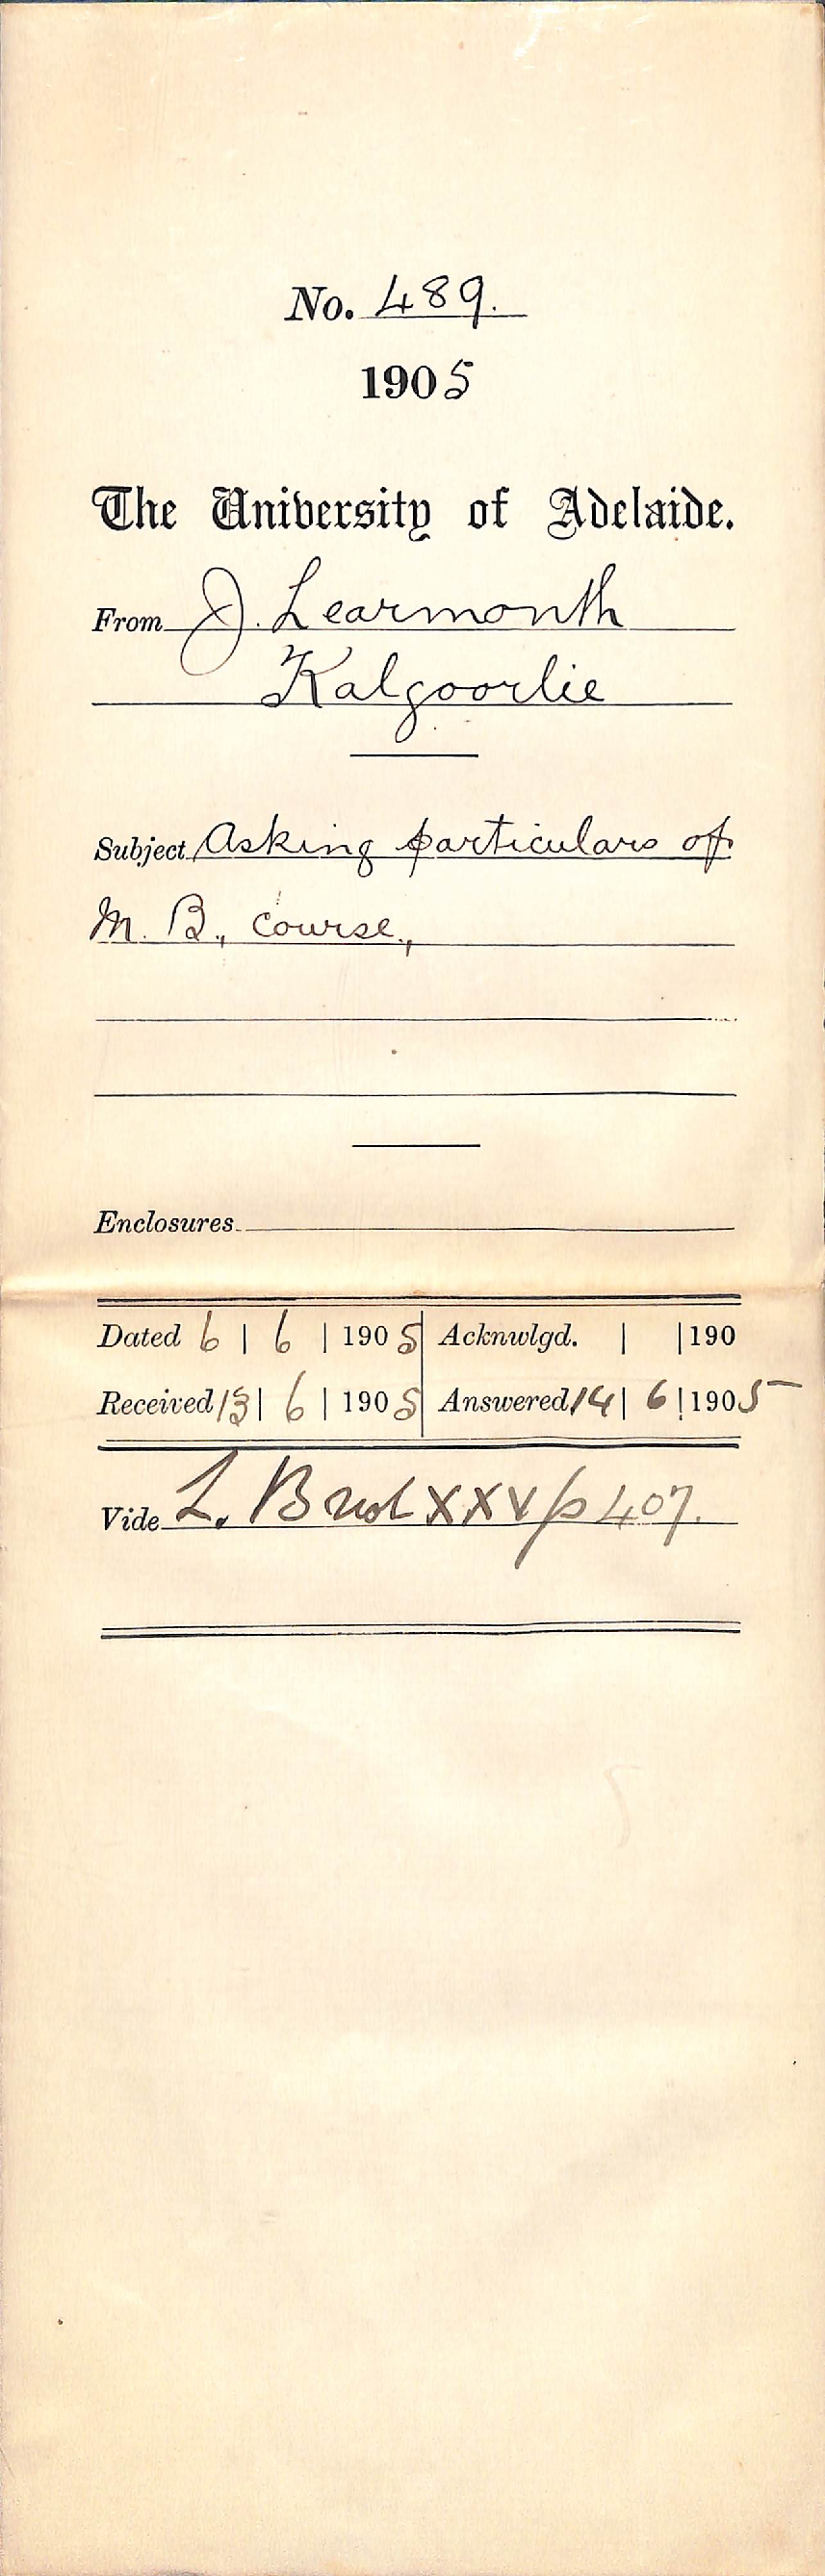 No. 489.
1905
The University of Adelaide.
From J. Learmonth
Kalgoorlie
Subject Asking particulars of
M. B., course,
Enclosures
Dated 6 | 6 | 1905 Acknwlgd. | | 190
Received 13 | 6 | 1905 Answered 14 | 6 | 1905
Vide L. B vol XXV p 407.